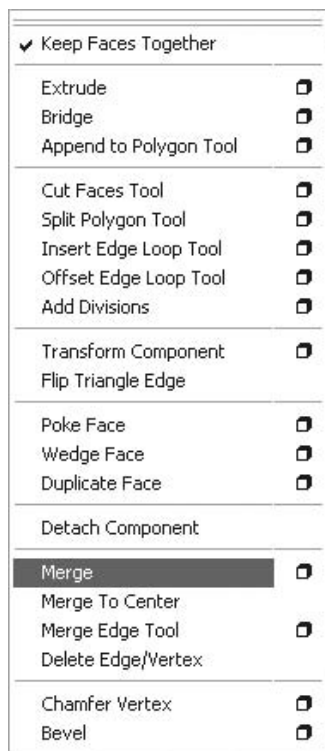 Keep Faces Together
Extrude
Bridge
Append to Polygon Tool
Cut Faces Tool
Split Polygon Tool
Insert Edge Loop Tool
Offset Edge Loop Tool
Add Divisions
Transform Component
Flip Triangle Edge
Poke Face
Wedge Face
Duplicate Face
Detach Component
Merge
Merge To Center
Merge Edge Tool
Delete Edge/Vertex
Chamfer Vertex
Bevel